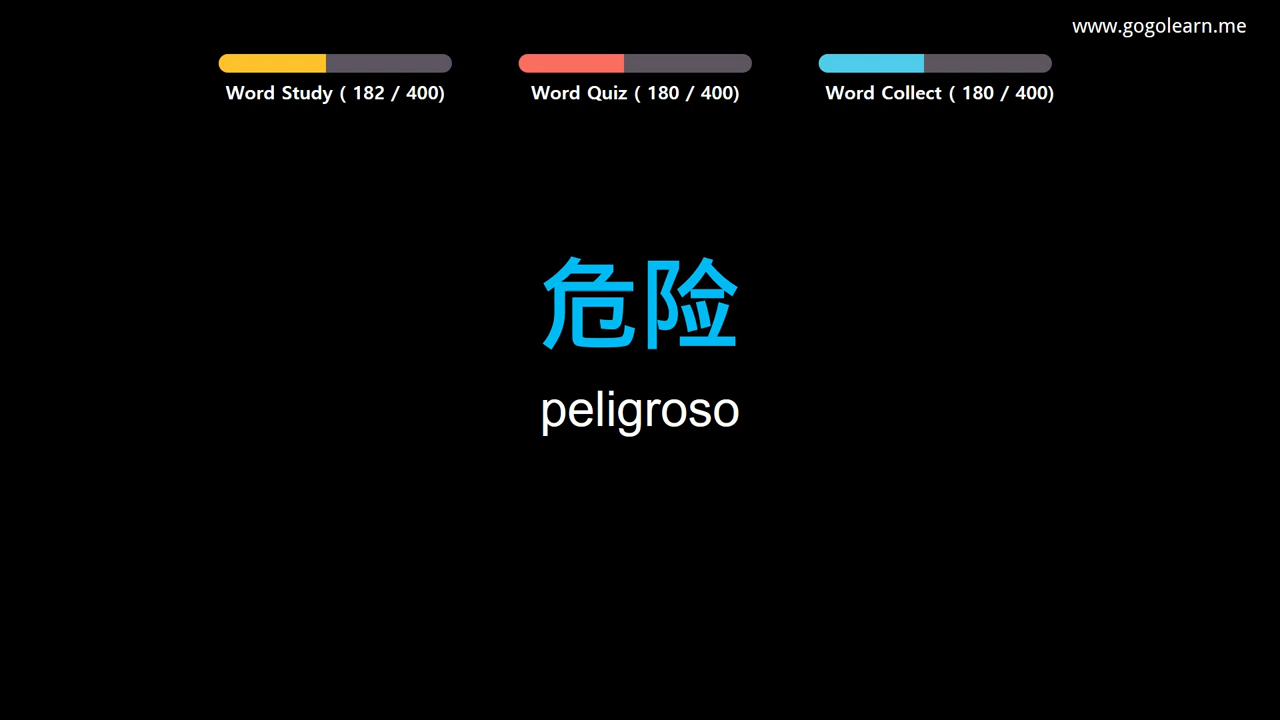 www.gogolearn.me
Word Study ( 182 / 400)
Word Quiz ( 180 / 400)
Word Collect ( 180 / 400)
危险
peligroso